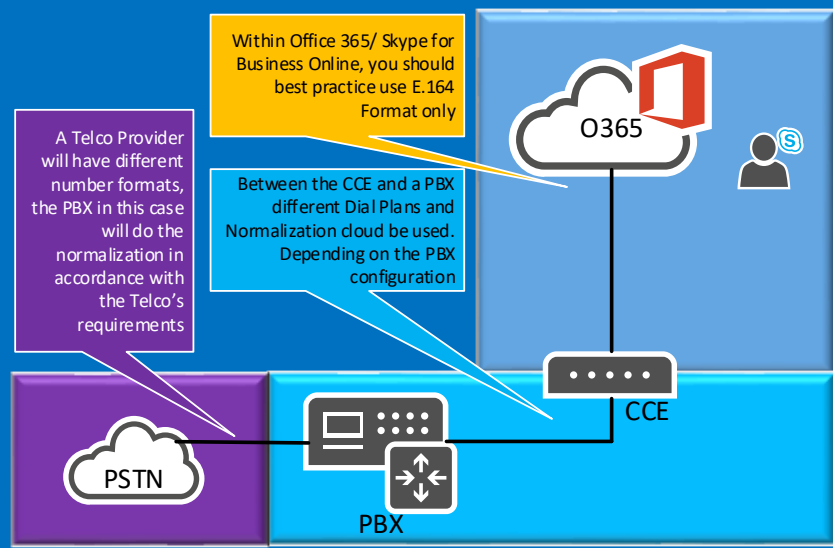 Within Office 365/ Skype for
Business Online, you should
best practice use E.164
Format only
O365
S
A Telco Provider
will have different
number formats,
the PBX in this case
will do the
normalization in
accordance with
the Telco's
requirements
Between the CCE and a PBX
different Dial Plans and
Normalization cloud be used.
Depending on the PBX
configuration
CCE
PSTN
PBX